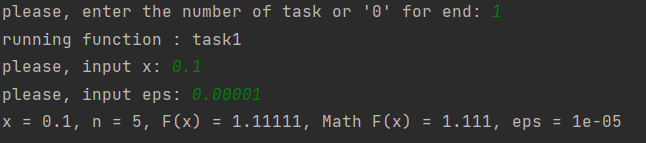 please, enter the number of task or '0' for end: 1
running function : task1
please, input x: 0.1
please, input eps: 0.00001
x = 0.1, n = 5, F(x) = 1.11111, Math F(x) = 1.111, eps = 1e-05